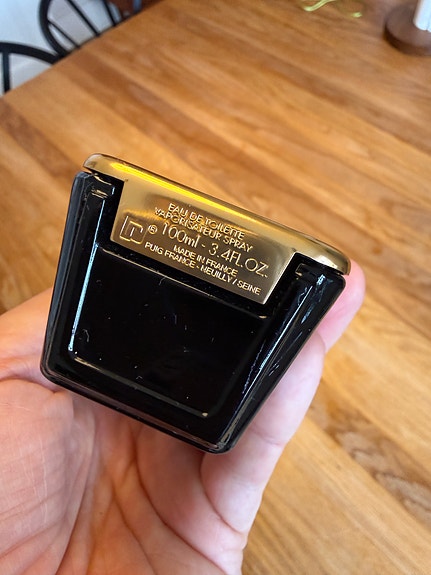 EAU DE TOILETTE
VAPORISATEUR SPRAY
℮ 100ml - 3.4FL.OZ.
MADE IN FRANCE
PUIG FRANCE - NEUILLY / SEINE